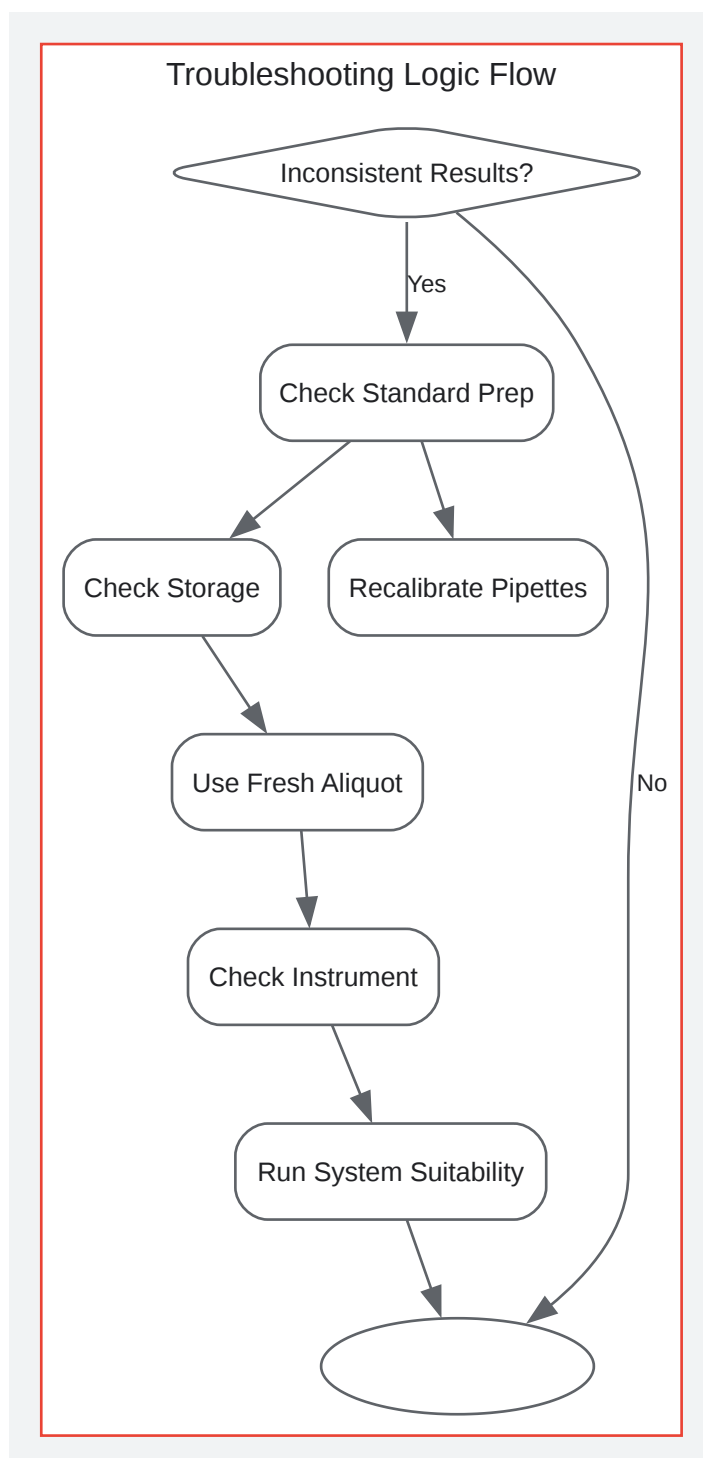 Troubleshooting Logic Flow
Inconsistent Results?
Yes
Check Standard Prep
Check Storage
Recalibrate Pipettes
Use Fresh Aliquot
No
Check Instrument
Run System Suitability